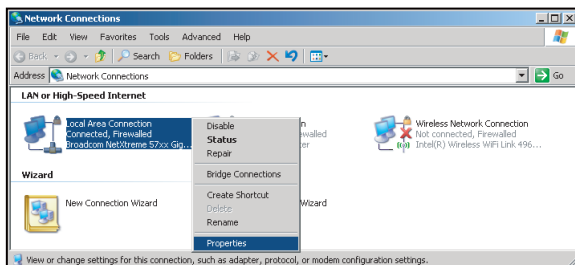 Network Connections
File Edit View Favorites Tools Advanced Help
Back Search Folders
Address Network Connections Go
LAN or High-Speed Internet
Local Area Connection
Connected, Firewalled
Broadcom NetXtreme 57xx Gig...
Wireless Network Connection
Not connected, Firewalled
Intel(R) Wireless WiFi Link 496...
Disable
Status
Repair
Bridge Connections
Create Shortcut
Delete
Rename
Properties
Wizard
New Connection Wizard
Wizard
View or change settings for this connection, such as adapter, protocol, or modem configuration settings.